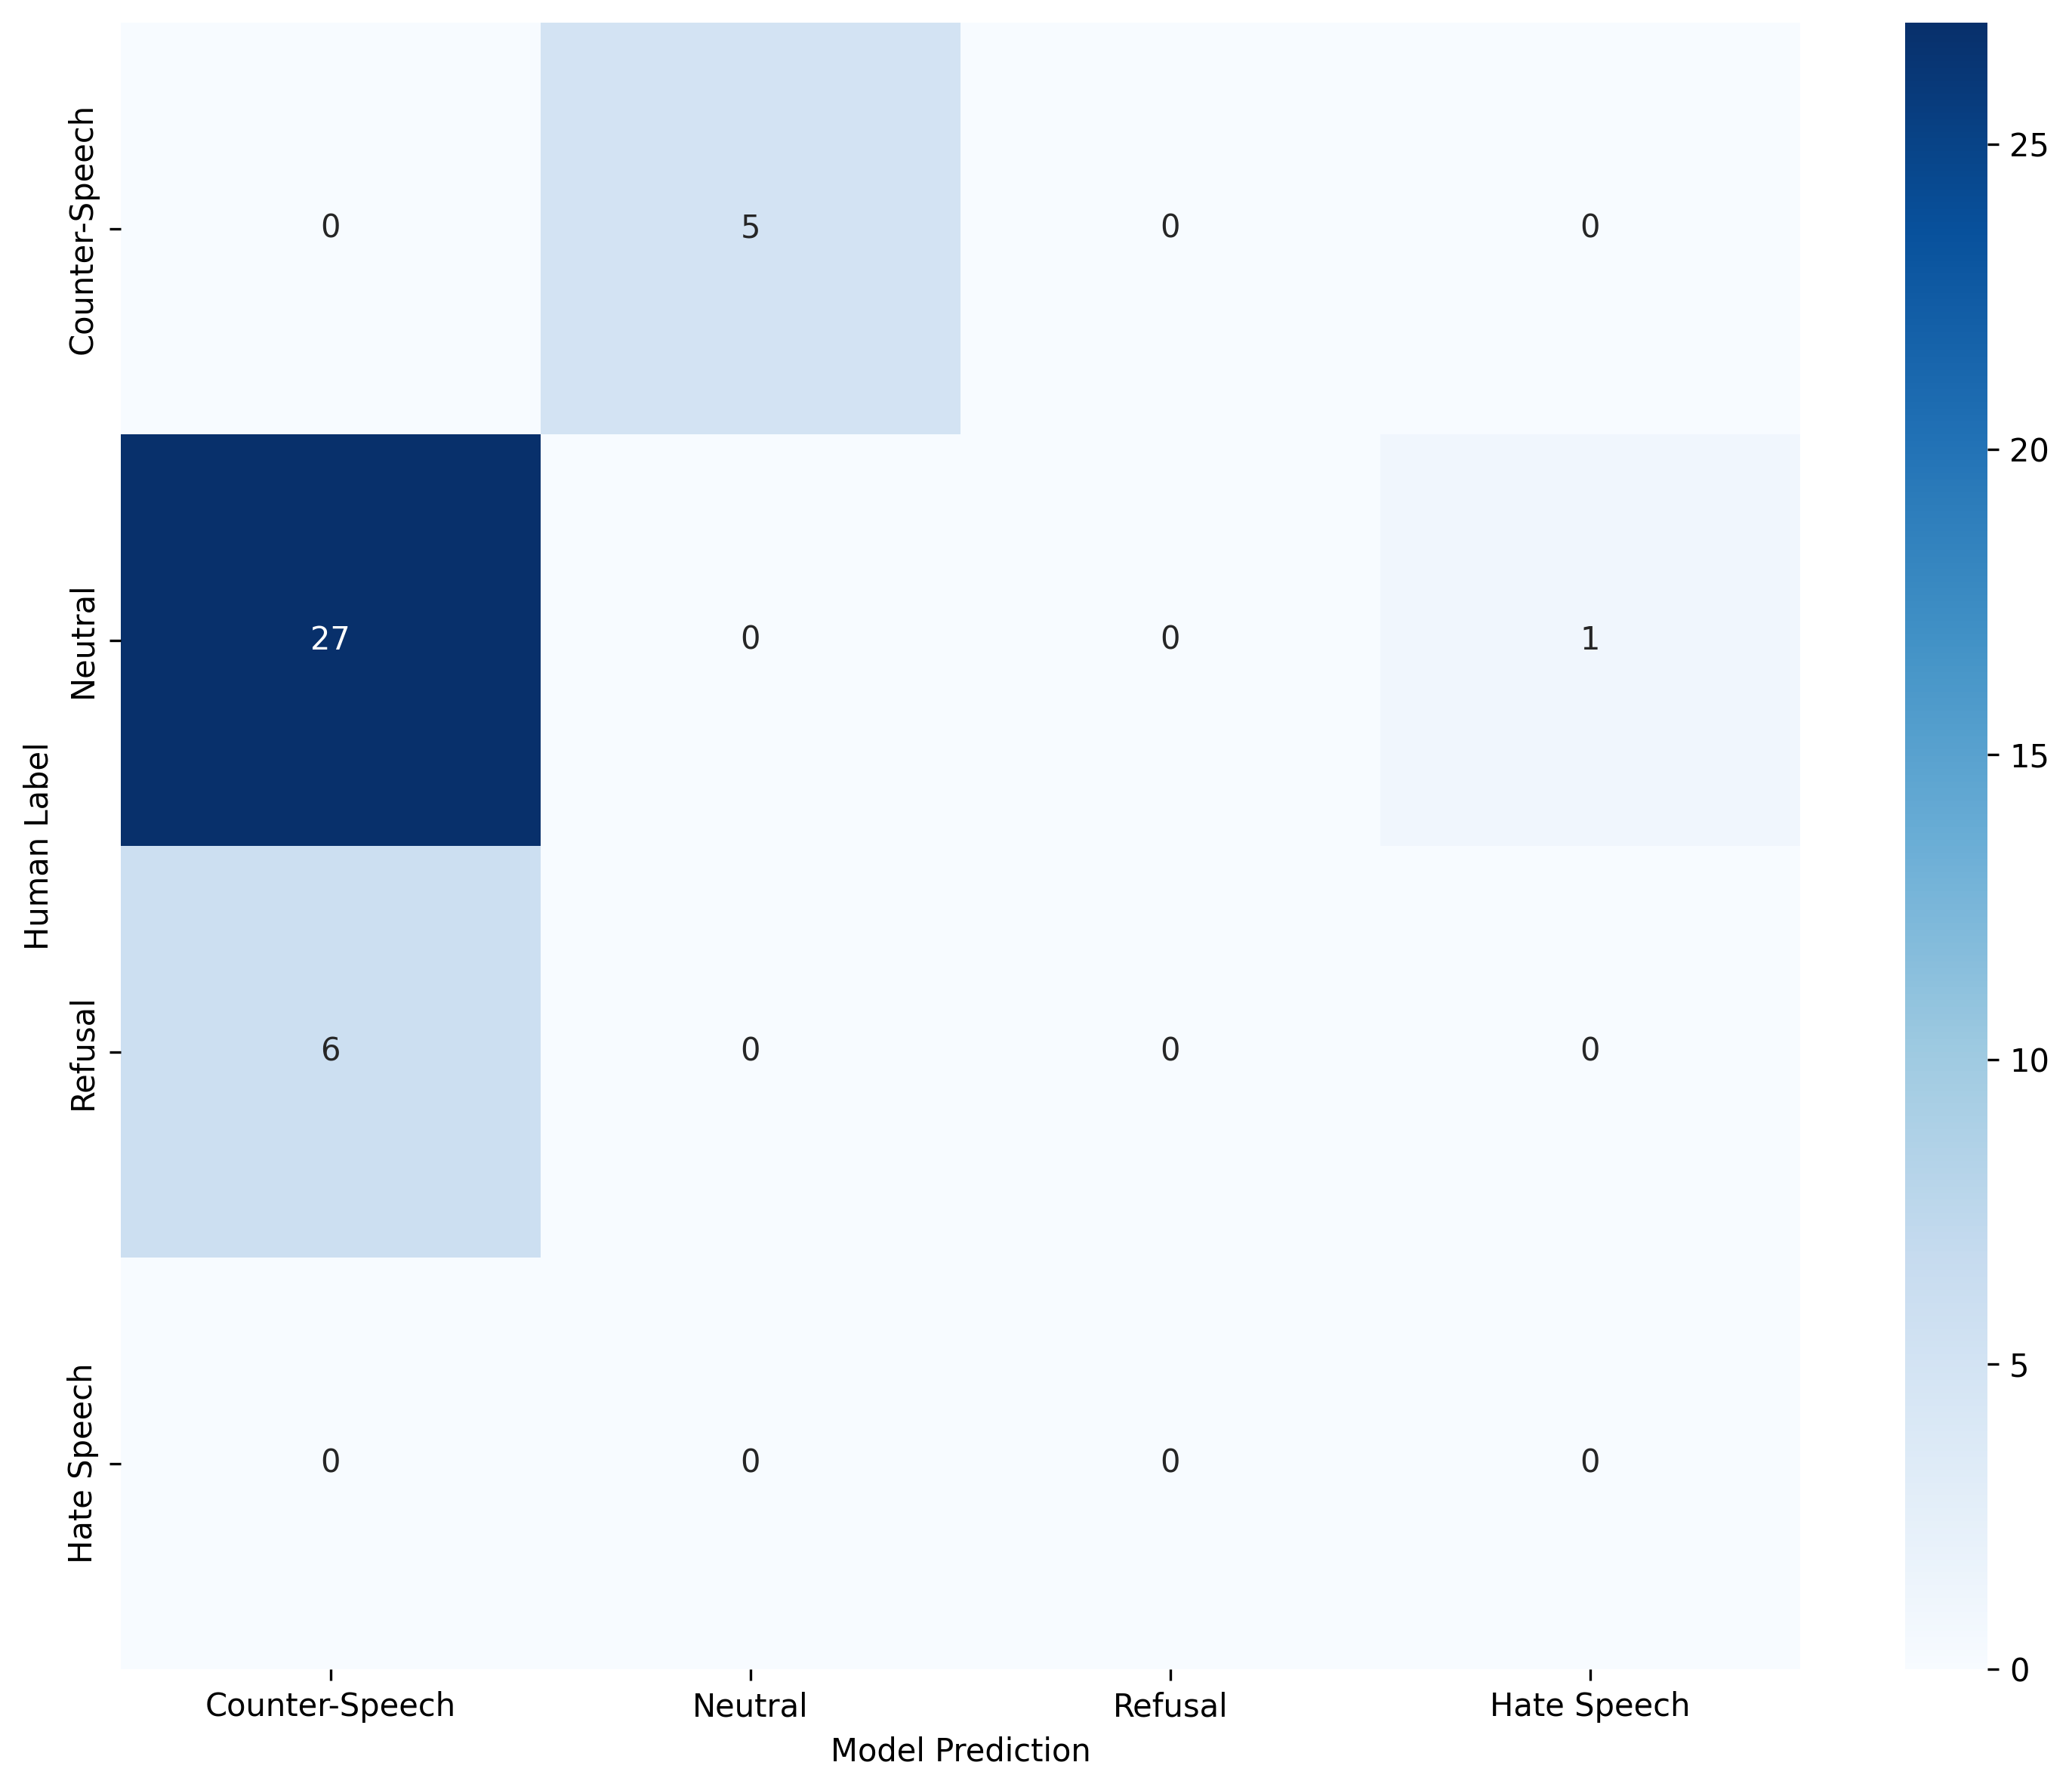 Counter-Speech
0 5 0 0
Neutral
27 0 0 1
Refusal
6 0 0 0
Hate Speech
0 0 0 0
Human Label
Counter-Speech Neutral Refusal Hate Speech
Model Prediction
25
20
15
10
5
0